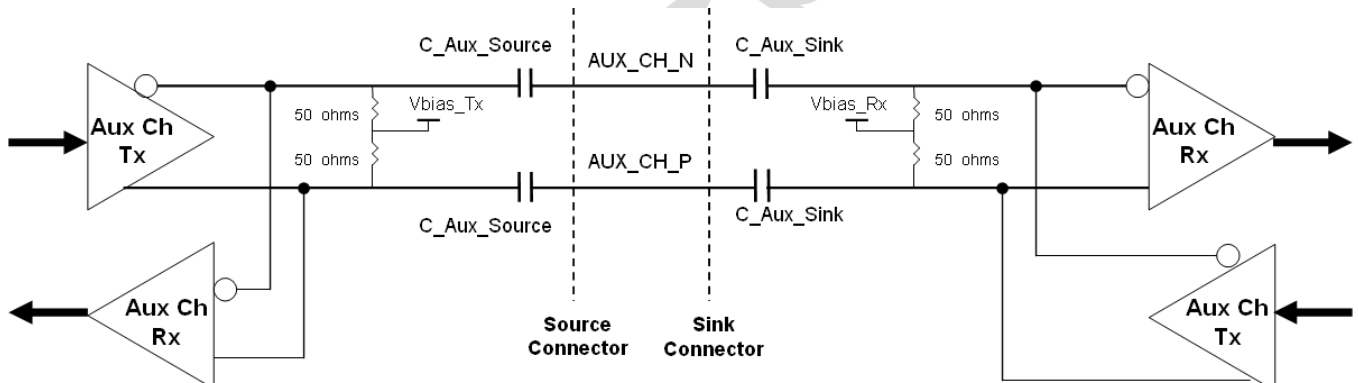 C_Aux_Source
AUX_CH_N
C_Aux_Sink
Aux Ch
Tx
50 ohms
Vbias_Tx
50 ohms
Vbias_Rx
50 ohms
50 ohms
Aux Ch
Rx
AUX_CH_P
C_Aux_Source
C_Aux_Sink
Aux Ch
Rx
Source
Connector
Sink
Connector
Aux Ch
Tx